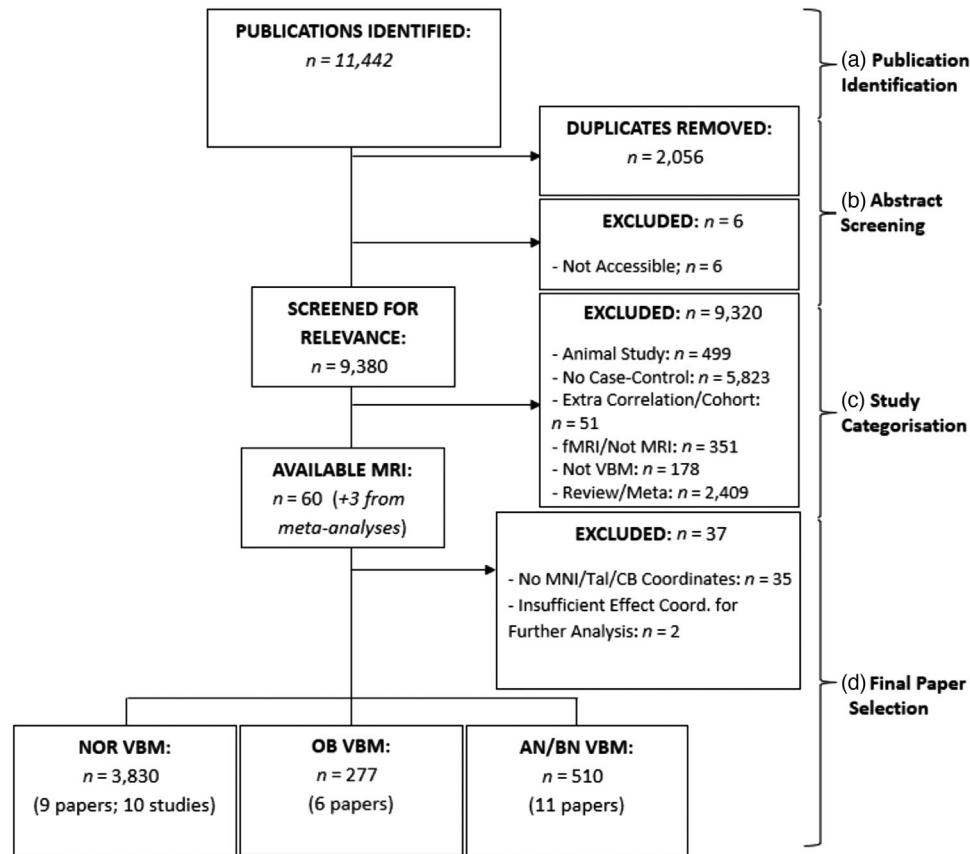 PUBLICATIONS IDENTIFIED:
n = 11,442
(a) Publication
Identification
DUPLICATES REMOVED:
n = 2,056
(b) Abstract
Screening
EXCLUDED: n = 6
- Not Accessible; n = 6
SCREENED FOR
RELEVANCE:
n = 9,380
EXCLUDED: n = 9,320
- Animal Study: n = 499
- No Case-Control: n = 5,823
- Extra Correlation/Cohort:
n = 51
- fMRI/Not MRI: n = 351
- Not VBM: n = 178
- Review/Meta: n = 2,409
(c) Study
Categorisation
AVAILABLE MRI:
n = 60 (+3 from
meta-analyses)
EXCLUDED: n = 37
- No MNI/Tal/CB Coordinates: n = 35
- Insufficient Effect Coord. for
Further Analysis: n = 2
(d) Final Paper
Selection
NOR VBM:
n = 3,830
(9 papers; 10 studies)
OB VBM:
n = 277
(6 papers)
AN/BN VBM:
n = 510
(11 papers)